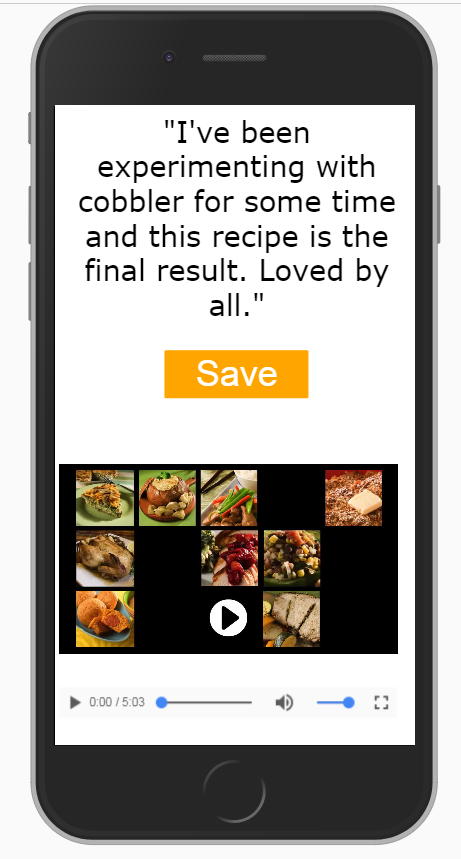 "I've been
experimenting with
cobbler for some time
and this recipe is the
final result. Loved by
all."
Save
0:00 / 5:03